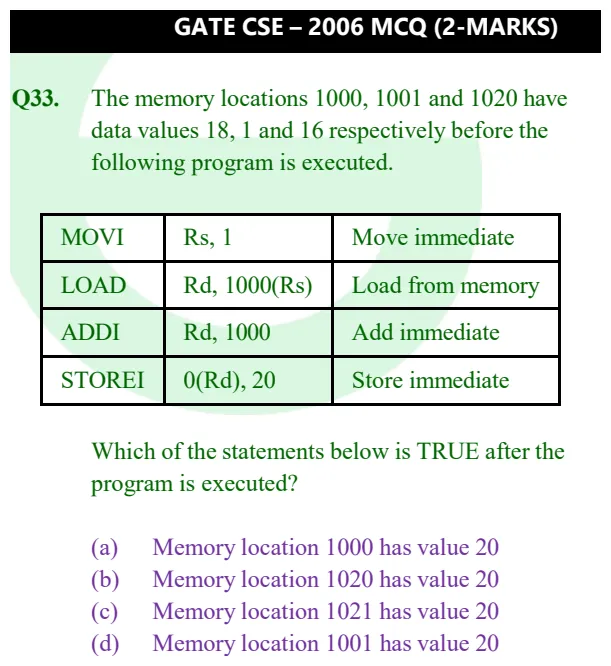 GATE CSE – 2006 MCQ (2-MARKS)
Q33. The memory locations 1000, 1001 and 1020 have
data values 18, 1 and 16 respectively before the
following program is executed.
MOVI Rs, 1 Move immediate
LOAD Rd, 1000(Rs) Load from memory
ADDI Rd, 1000 Add immediate
STOREI 0(Rd), 20 Store immediate
Which of the statements below is TRUE after the
program is executed?
(a) Memory location 1000 has value 20
(b) Memory location 1020 has value 20
(c) Memory location 1021 has value 20
(d) Memory location 1001 has value 20